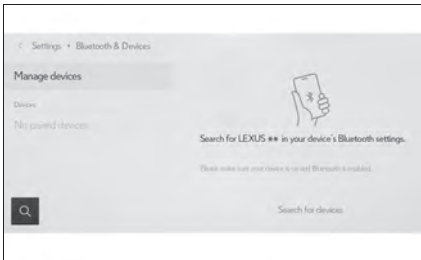 Settings • Bluetooth & Devices
Manage devices
Devices
No paired devices
Search for LEXUS ** in your device's Bluetooth settings.
Please make sure your device is on and Bluetooth is enabled.
Search for devices